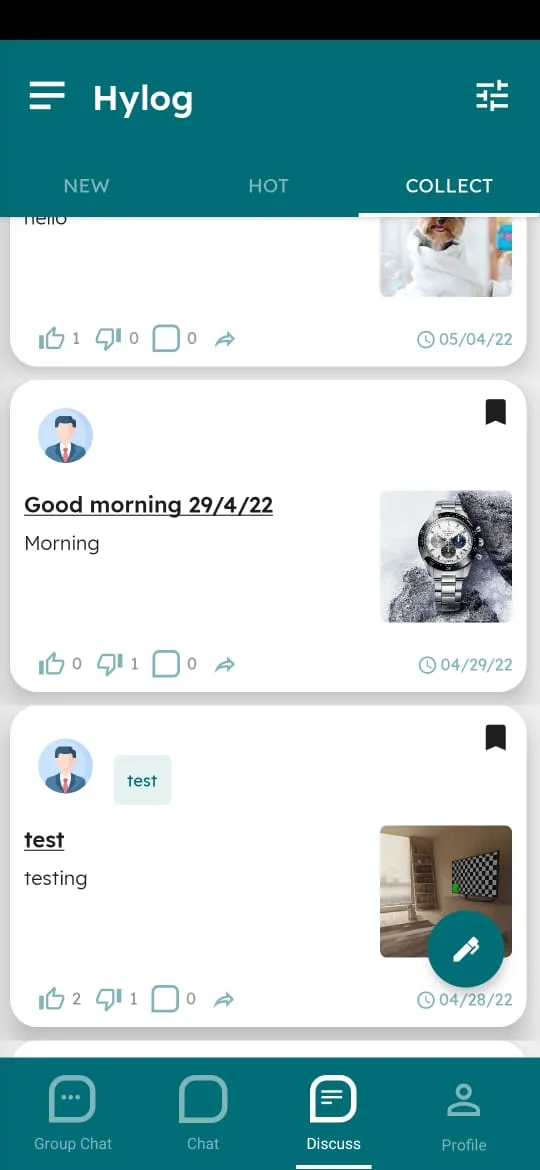 Hylog
NEW HOT COLLECT
hello
1 0 0 05/04/22
Good morning 29/4/22
Morning
0 1 0 04/29/22
test
test
testing
2 1 0 04/28/22
Group Chat Chat Discuss Profile